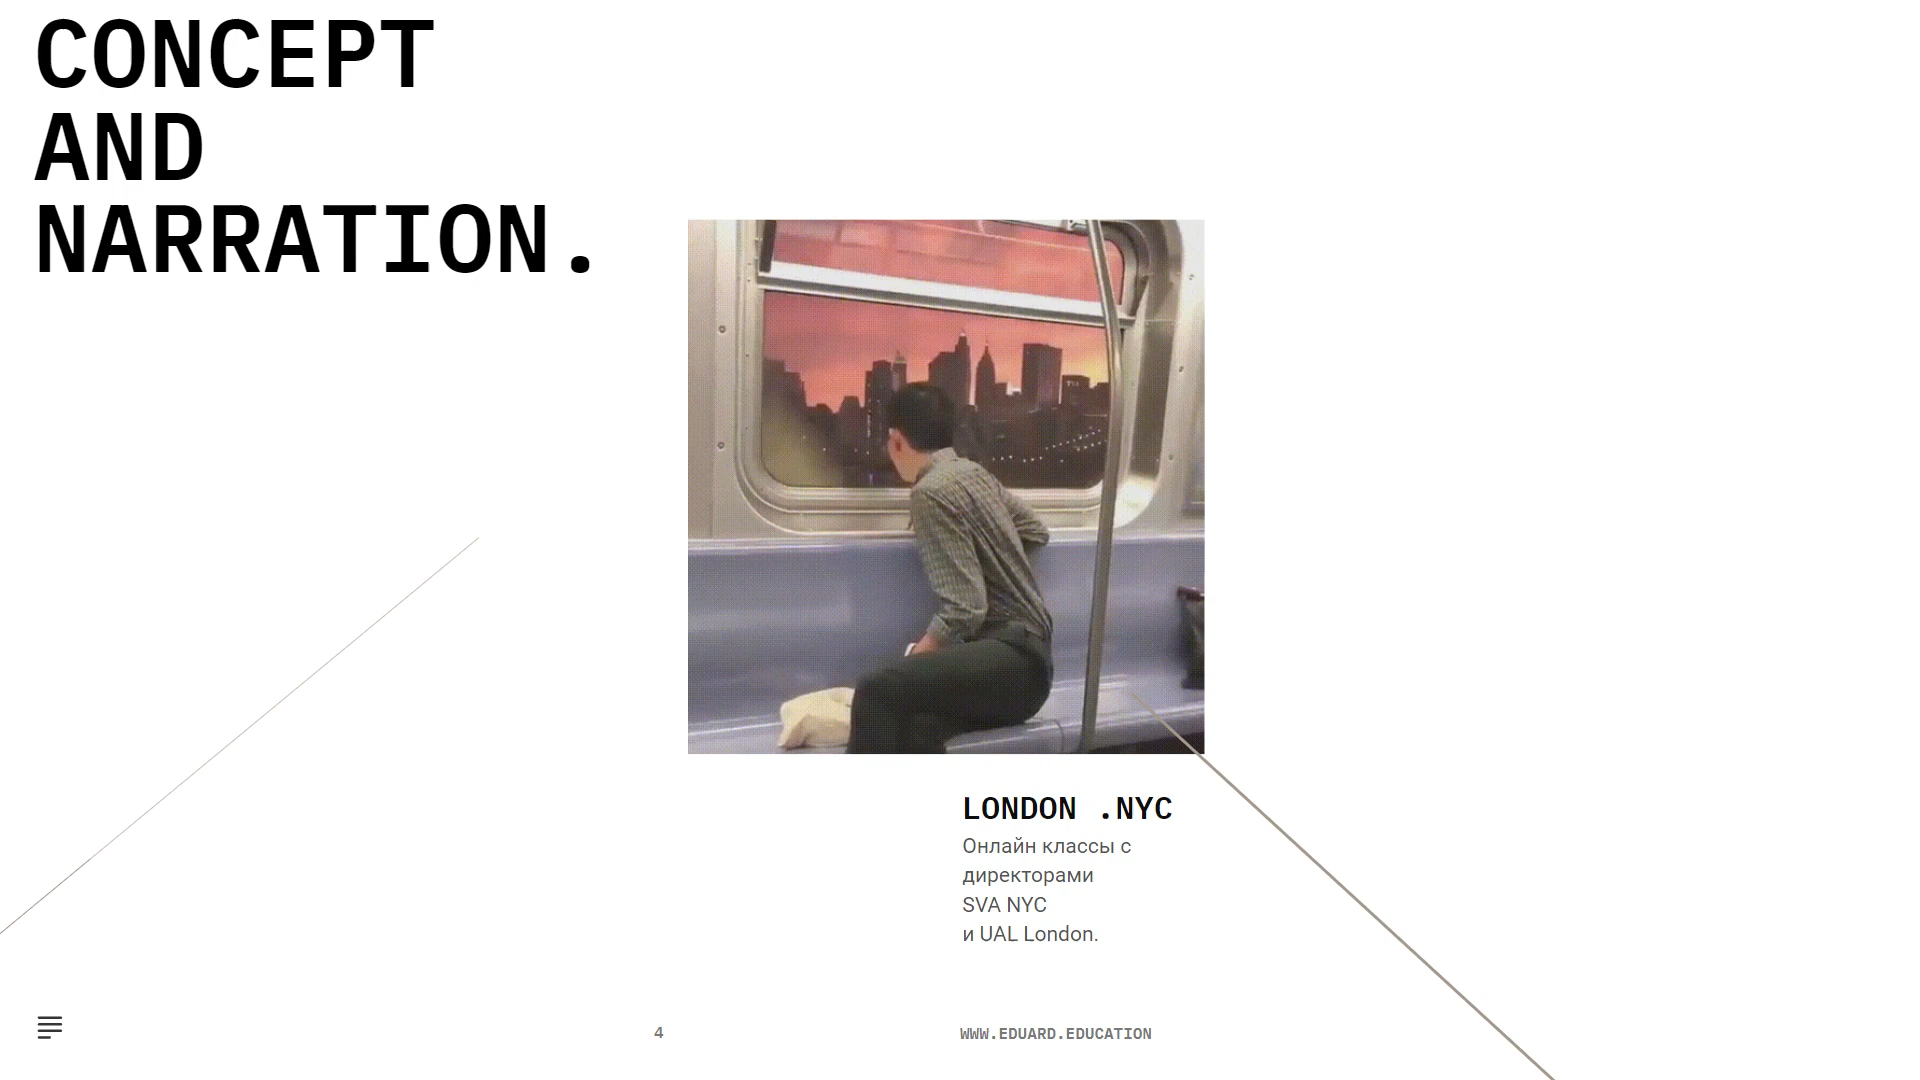 CONCEPT
AND
NARRATION.
LONDON .NYC
Онлайн классы с
директорами
SVA NYC
и UAL London.
4
WWW.EDUARD.EDUCATION